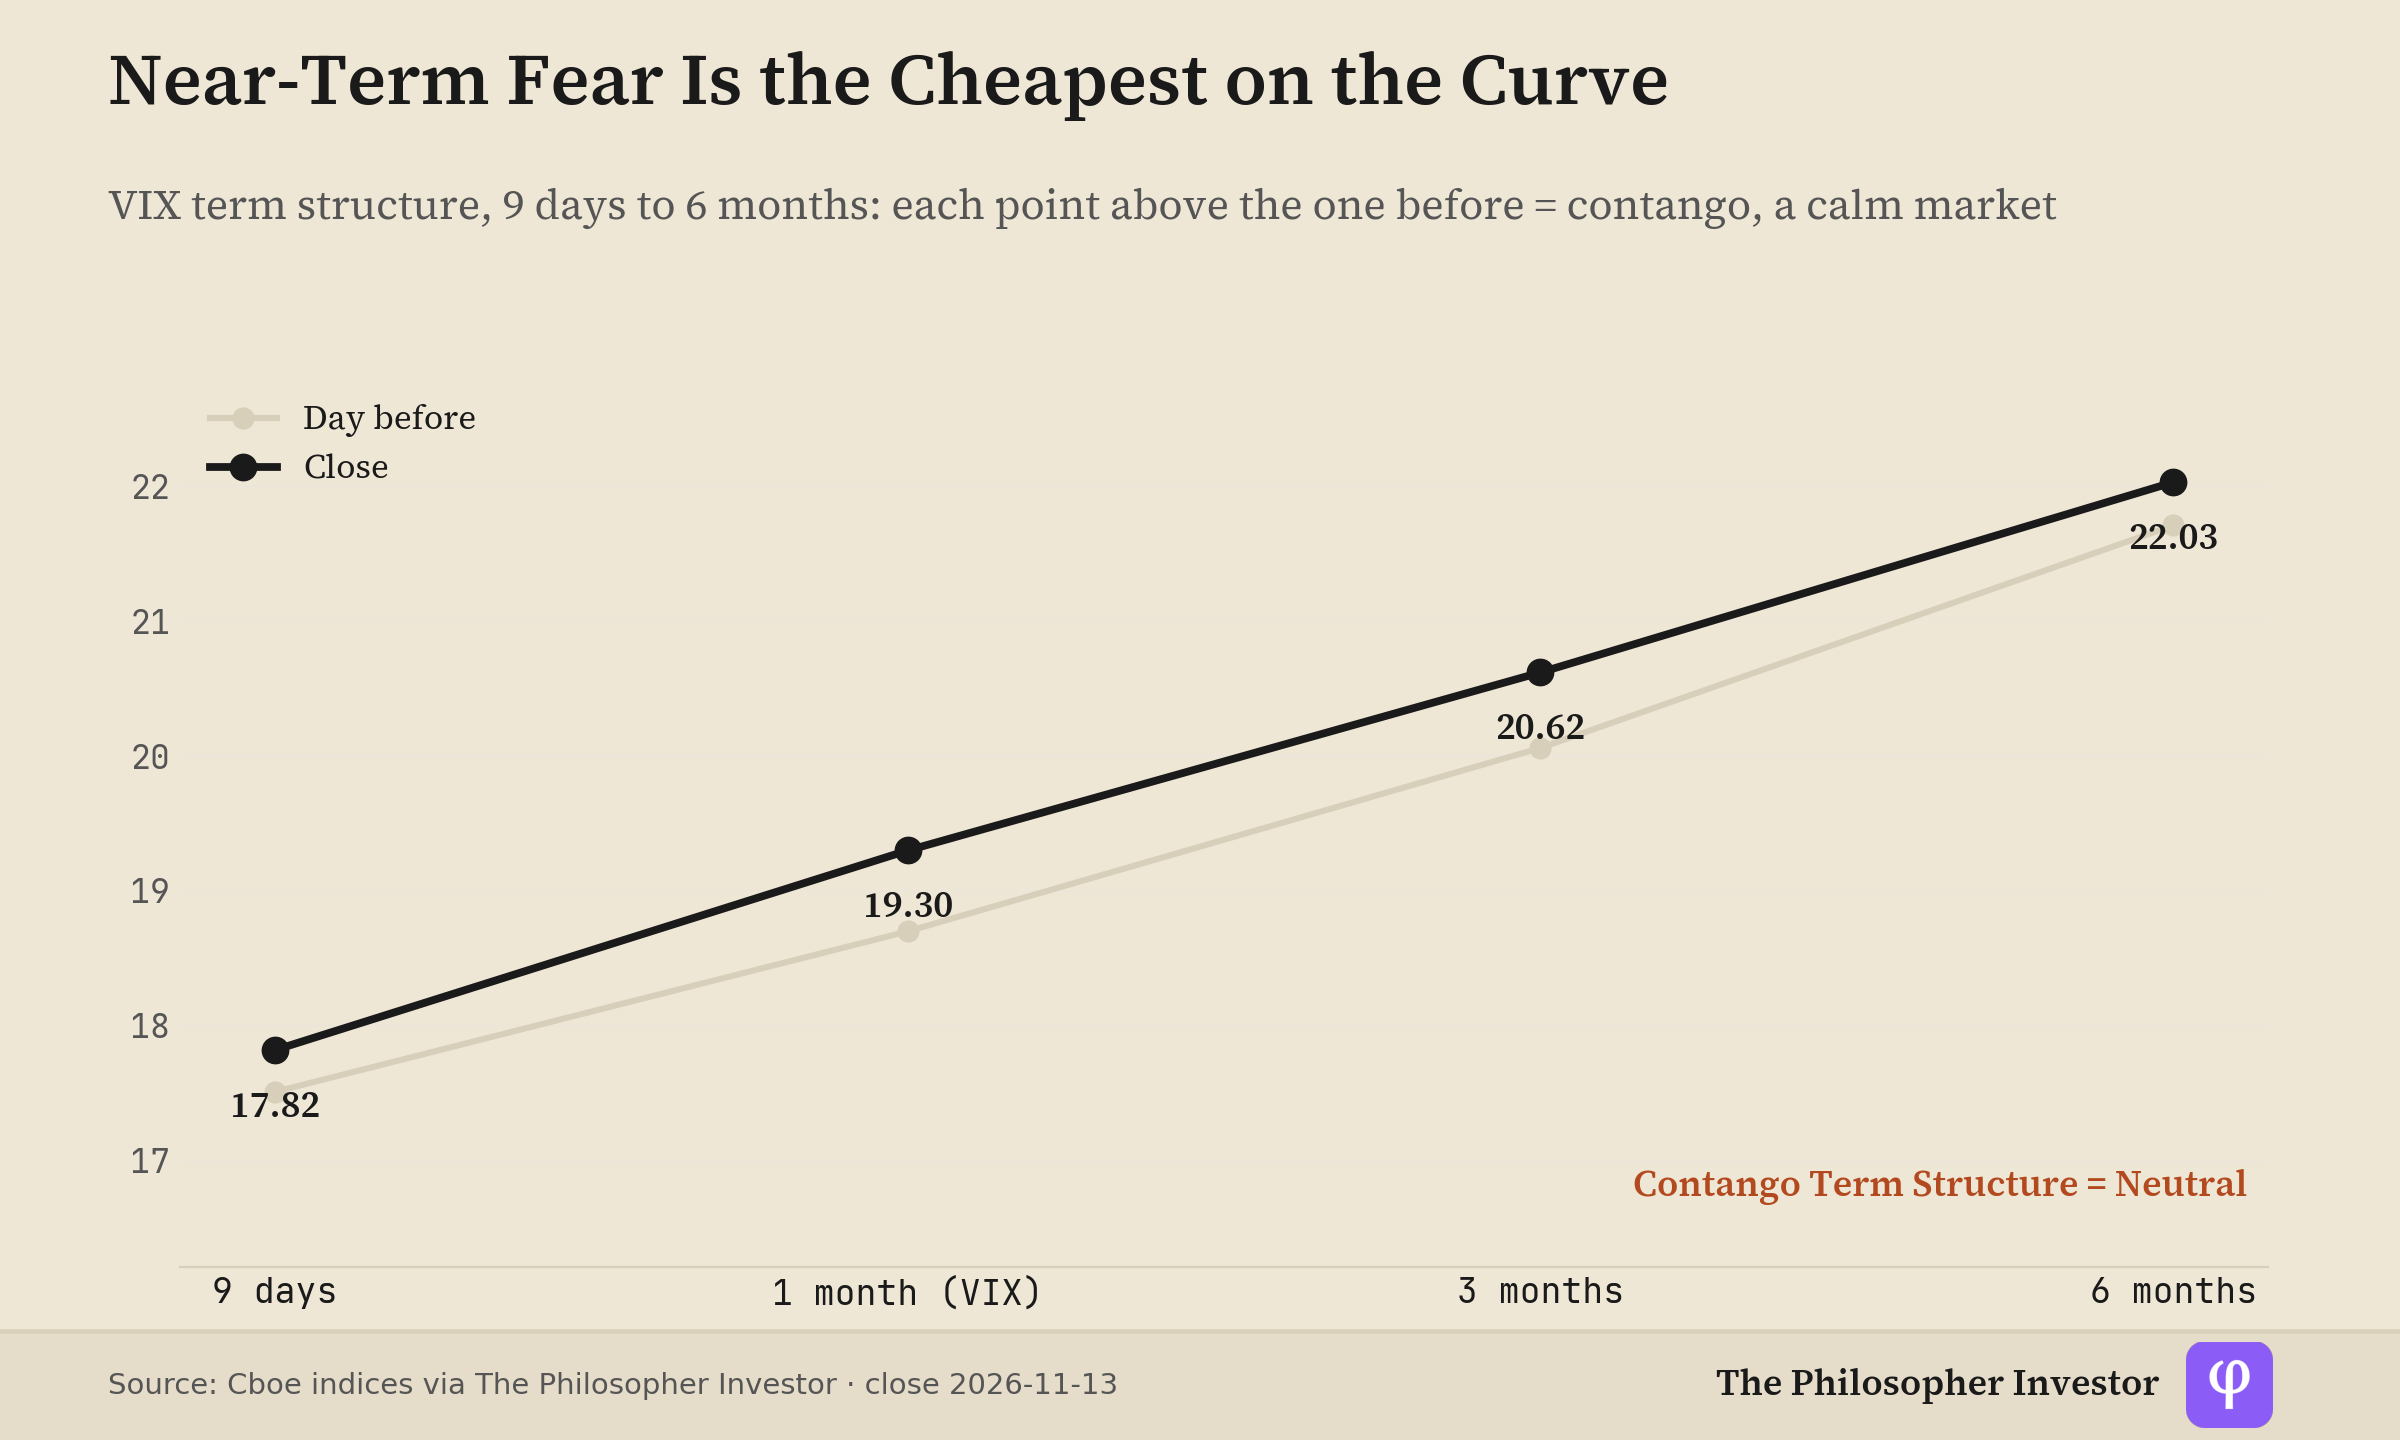 Near-Term Fear Is the Cheapest on the Curve
VIX term structure, 9 days to 6 months: each point above the one before = contango, a calm market
Day before
Close
22
21
20
19
18
17
22.03
20.62
19.30
17.82
Contango Term Structure = Neutral
9 days
1 month (VIX)
3 months
6 months
Source: Cboe indices via The Philosopher Investor · close 2026-11-13
The Philosopher Investor
φ